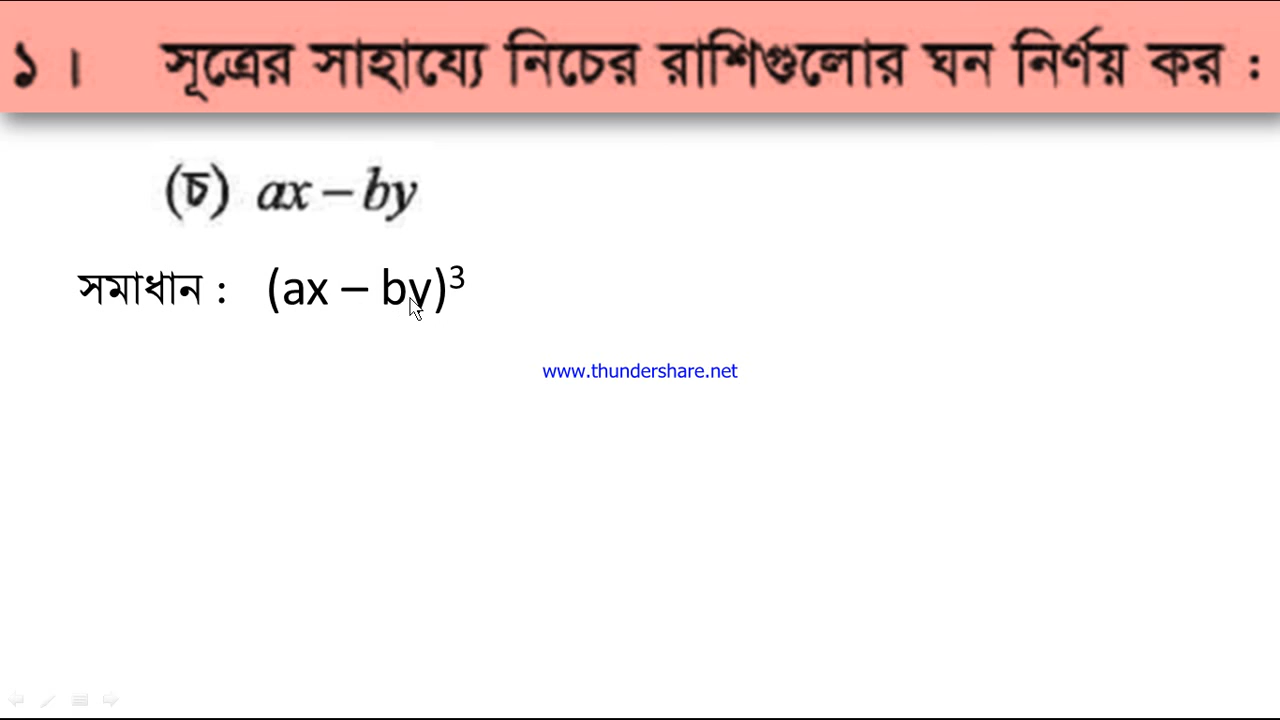 ১। সূত্রের সাহায্যে নিচের রাশিগুলোর ঘন নির্ণয় কর :
(চ) ax – by
সমাধান : (ax – by)³
www.thundershare.net